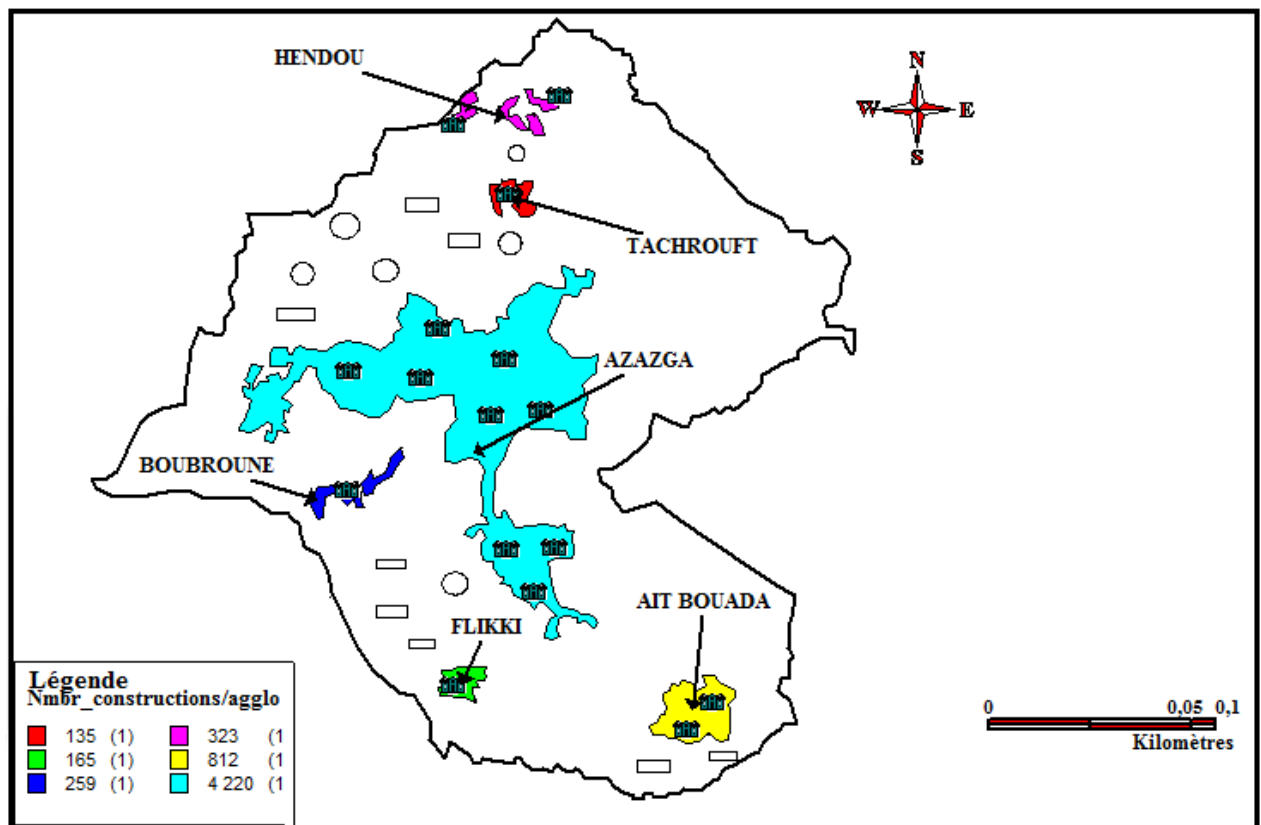 HENDOU
N
W E
S
TACHROUFT
AZAZGA
BOUBROUNE
AIT BOUADA
FLIKKI
Légende
Nmbr_constructions/agglo
135 (1) 323 (1
165 (1) 812 (1
259 (1) 4 220 (1
0 0,05 0,1
Kilomètres